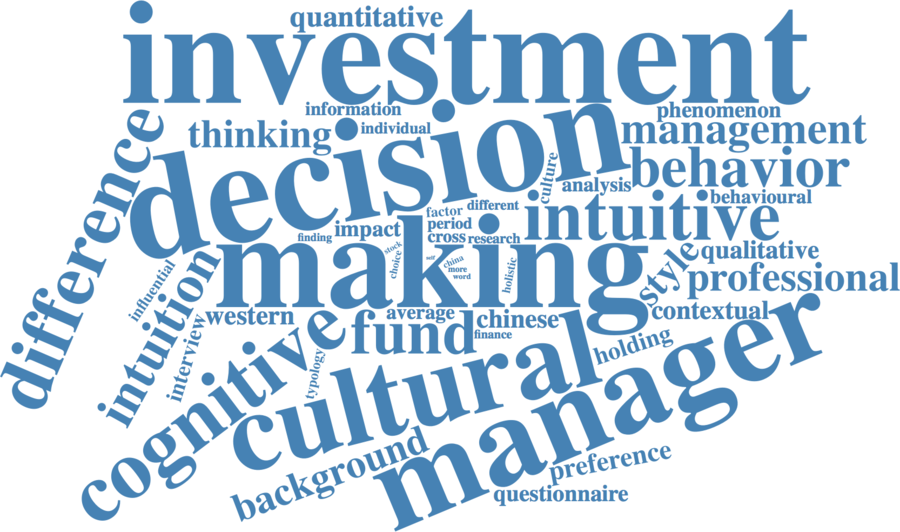 quantitative
investment
information
phenomenon
thinking
individual
management
difference
decision
culture
analysis
behavior
behavioural
factor
different
intuitive
finding
impact
period
cross
research
making
stock
choice
self
china
more
word
holistic
style
qualitative
professional
influential
intuition
interview
western
cognitive
typology
average
fund
chinese
finance
contextual
holding
cultural
manager
background
preference
questionnaire